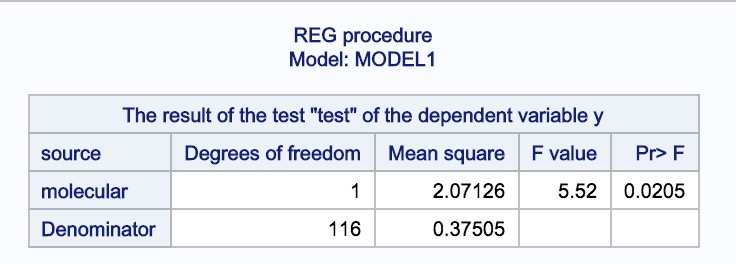 REG procedure
Model: MODEL1
The result of the test "test" of the dependent variable y
source Degrees of freedom Mean square F value Pr> F
molecular 1 2.07126 5.52 0.0205
Denominator 116 0.37505